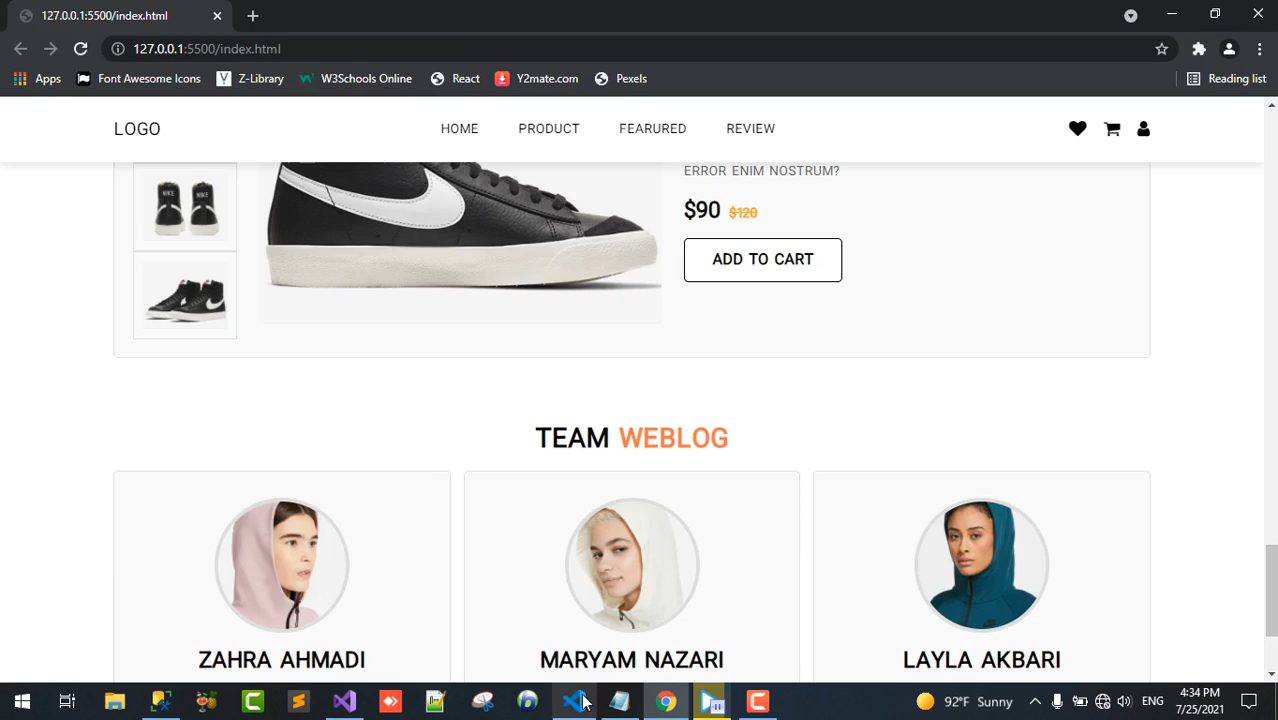 127.0.0.1:5500/index.html
127.0.0.1:5500/index.html
Apps
Font Awesome Icons
Z-Library
W3Schools Online
React
Y2mate.com
Pexels
Reading list
LOGO
HOME
PRODUCT
FEARURED
REVIEW
ERROR ENIM NOSTRUM?
$90 $120
ADD TO CART
TEAM WEBLOG
ZAHRA AHMADI
MARYAM NAZARI
LAYLA AKBARI
92°F Sunny
ENG
4:34 PM
7/25/2021